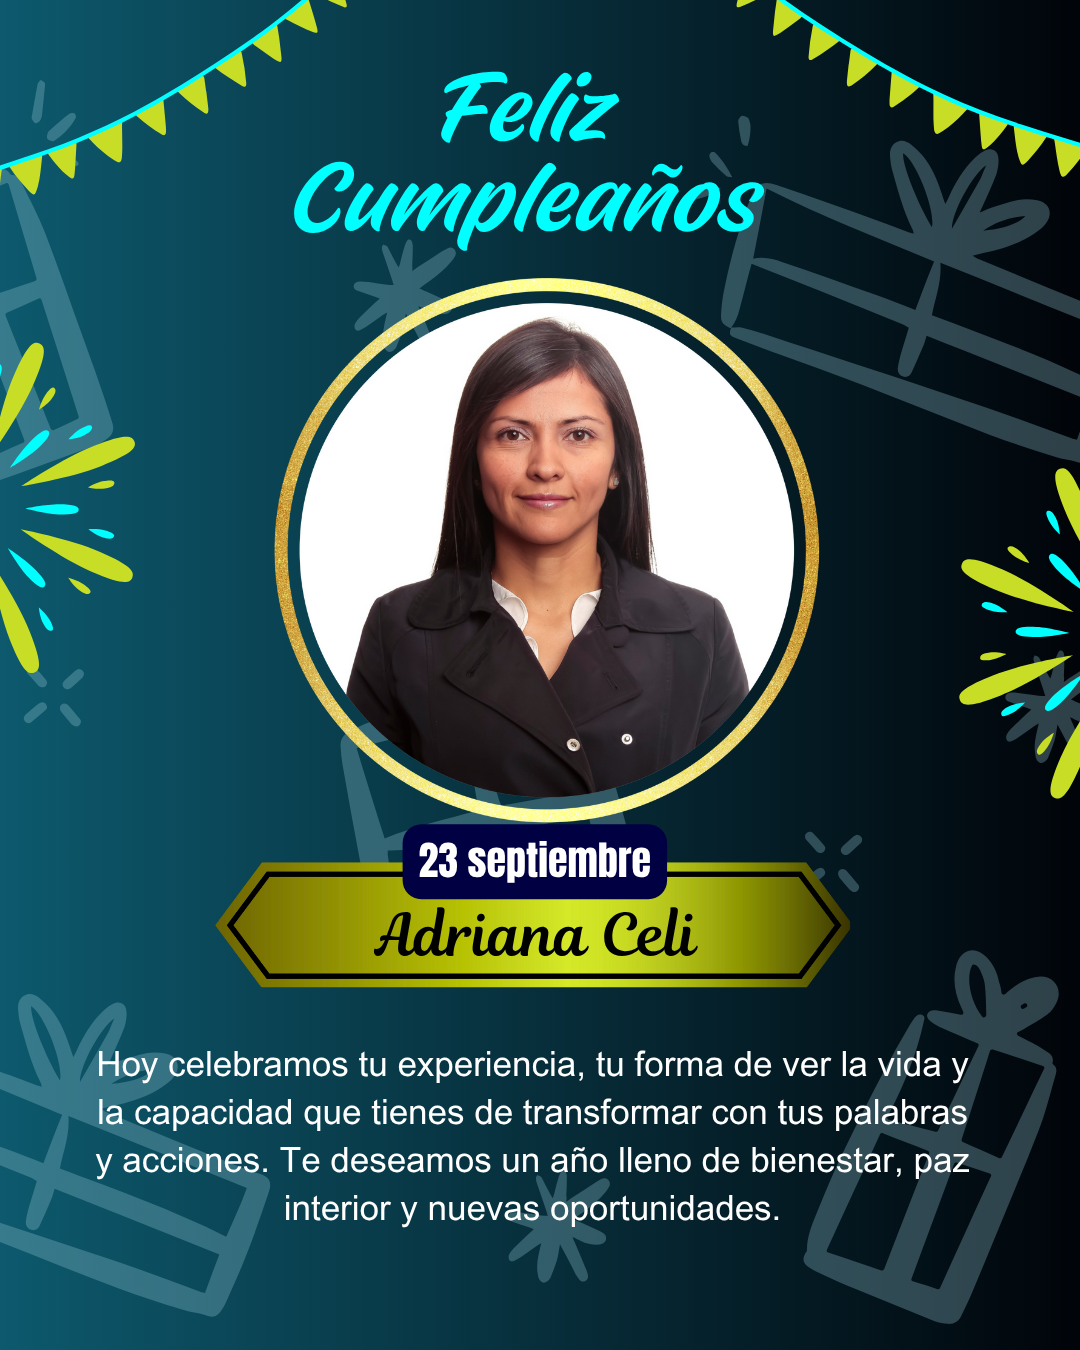 Feliz
Cumpleaños
23 septiembre
Adriana Celi
Hoy celebramos tu experiencia, tu forma de ver la vida y
la capacidad que tienes de transformar con tus palabras
y acciones. Te deseamos un año lleno de bienestar, paz
interior y nuevas oportunidades.